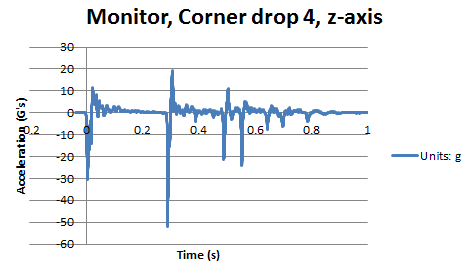 Monitor, Corner drop 4, z-axis
Acceleration (G's)
30
20
10
0
-10
-20
-30
-40
-50
-60
-0.2 0 0.2 0.4 0.6 0.8 1
Time (s)
Units: g